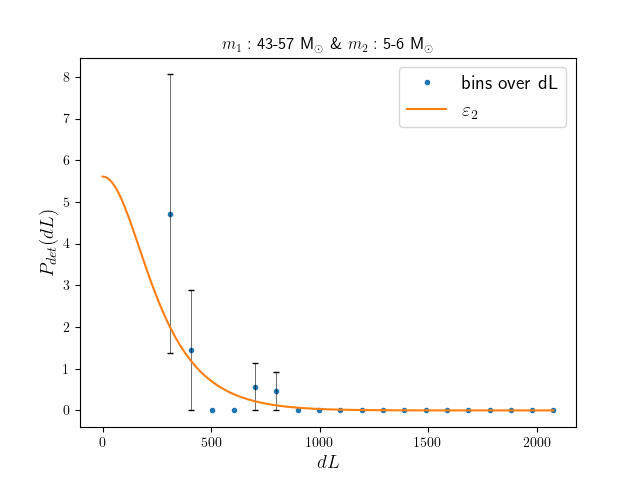 m₁ : 43-57 M⊙ & m₂ : 5-6 M⊙
bins over dL
ε₂
P_det(dL)
8
7
6
5
4
3
2
1
0
0 500 1000 1500 2000
dL